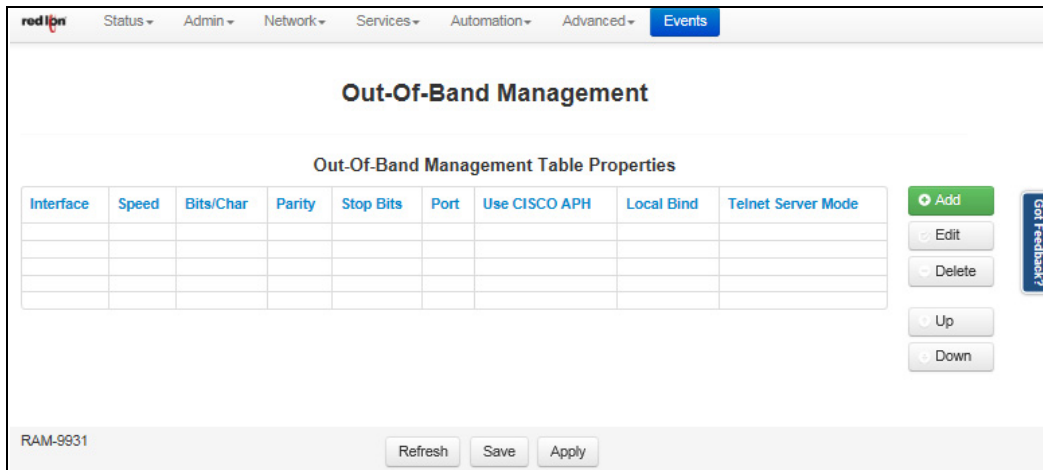 red lion Status Admin Network Services Automation Advanced Events
Out-Of-Band Management
Out-Of-Band Management Table Properties
Interface Speed Bits/Char Parity Stop Bits Port Use CISCO APH Local Bind Telnet Server Mode
Add
Edit
Delete
Up
Down
Got Feedback?
RAM-9931
Refresh Save Apply